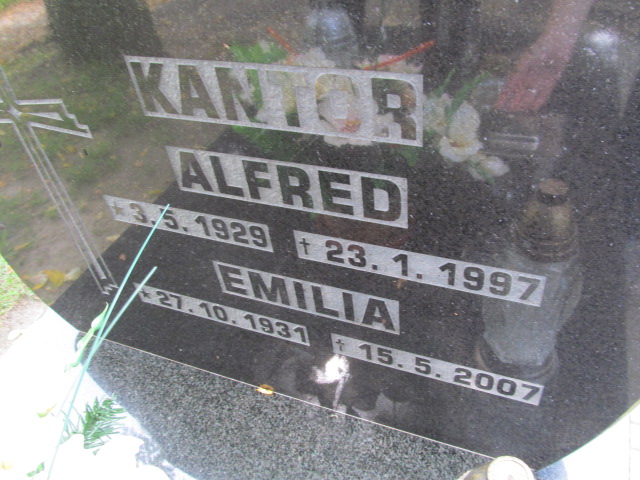 KANTOR
ALFRED
* 3. 5. 1929 † 23. 1. 1997
EMILIA
* 27. 10. 1931 † 15. 5. 2007